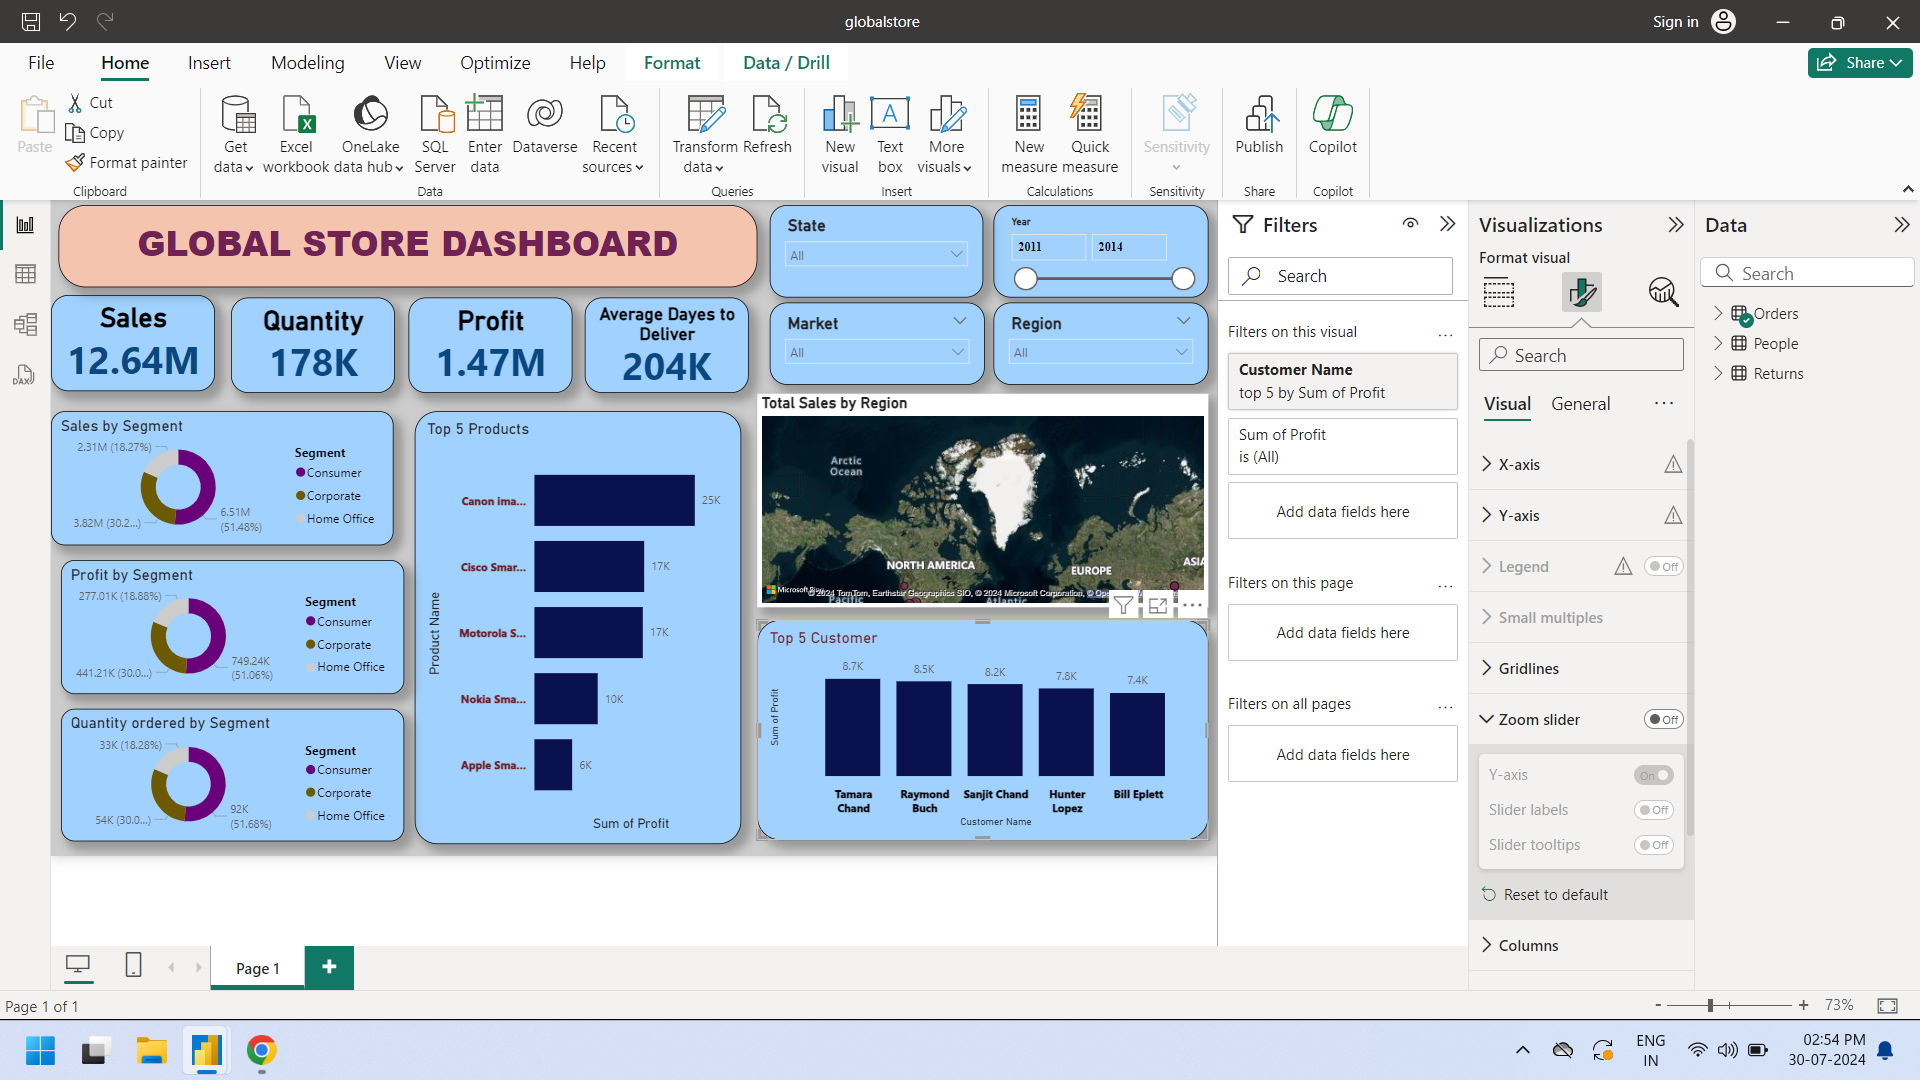 globalstore
Sign in
File
Home
Insert
Modeling
View
Optimize
Help
Format
Data / Drill
Share
Paste
Cut
Copy
Format painter
Clipboard
Get data
Excel workbook
OneLake data hub
SQL Server
Enter data
Dataverse
Recent sources
Data
Transform data
Refresh
Queries
New visual
Text box
More visuals
Insert
New measure
Quick measure
Calculations
Sensitivity
Sensitivity
Publish
Share
Copilot
Copilot
GLOBAL STORE DASHBOARD
State
All
Year
2011
2014
Sales
12.64M
Quantity
178K
Profit
1.47M
Average Dayes to
Deliver
204K
Market
All
Region
All
Sales by Segment
2.31M (18.27%)
3.82M (30.2...)
6.51M
(51.48%)
Segment
Consumer
Corporate
Home Office
Profit by Segment
277.01K (18.88%)
441.21K (30.0...)
749.24K
(51.06%)
Segment
Consumer
Corporate
Home Office
Quantity ordered by Segment
33K (18.28%)
54K (30.0...)
92K
(51.68%)
Segment
Consumer
Corporate
Home Office
Top 5 Products
Product Name
Canon ima...
25K
Cisco Smar...
17K
Motorola S...
17K
Nokia Sma...
10K
Apple Sma...
6K
Sum of Profit
Total Sales by Region
Arctic
Ocean
NORTH AMERICA
EUROPE
ASIA
Pacific
Atlantic
© 2024 TomTom, Earthstar Geographics SIO, © 2024 Microsoft Corporation,
Top 5 Customer
Sum of Profit
8.7K
8.5K
8.2K
7.8K
7.4K
Tamara Chand
Raymond Buch
Sanjit Chand
Hunter Lopez
Bill Eplett
Customer Name
Filters
Search
Filters on this visual
...
Customer Name
top 5 by Sum of Profit
Sum of Profit
is (All)
Add data fields here
Filters on this page
...
Add data fields here
Filters on all pages
...
Add data fields here
Visualizations
Format visual
Search
Visual
General
...
X-axis
Y-axis
Legend
Off
Small multiples
Gridlines
Zoom slider
Off
Y-axis
On
Slider labels
Off
Slider tooltips
Off
Reset to default
Columns
Data
Search
Orders
People
Returns
DAX
Page 1
+
Page 1 of 1
-
+
73%
ENG
IN
02:54 PM
30-07-2024